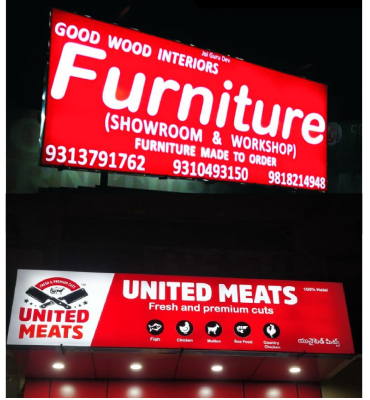 Jai Guru Dev
GOOD WOOD INTERIORS
Furniture
(SHOWROOM & WORKSHOP)
FURNITURE MADE TO ORDER
9313791762 9310493150 9818214948
FRESH & PREMIUM CUTS
UNITED
MEATS
UNITED MEATS
100% Halal
Fresh and premium cuts
Fish Chicken Mutton Sea Food Country Chicken
యునైటెడ్ మీట్స్